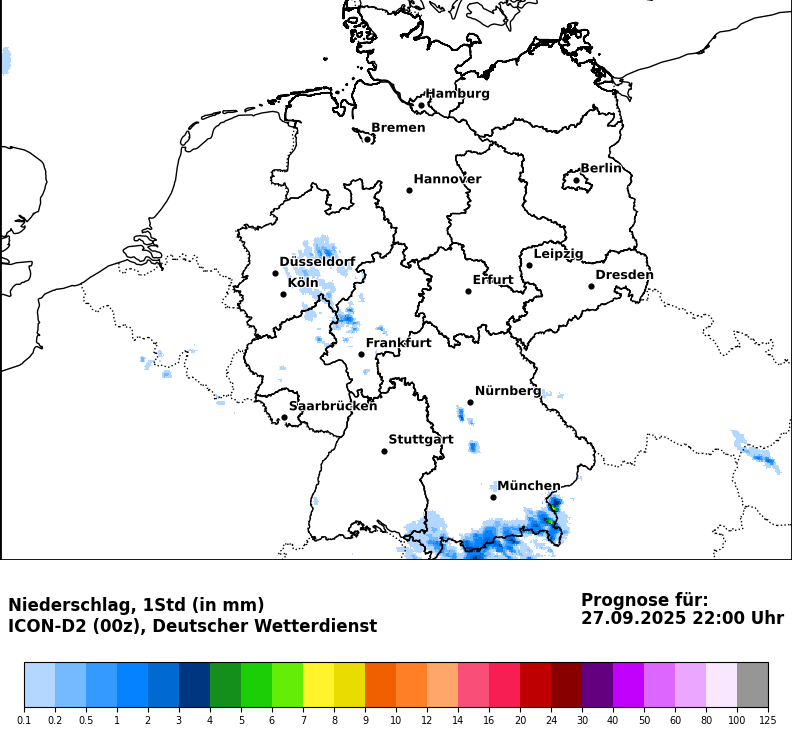 Hamburg
Bremen
Berlin
Hannover
Leipzig
Düsseldorf
Dresden
Köln
Erfurt
Frankfurt
Nürnberg
Saarbrücken
Stuttgart
München
Niederschlag, 1Std (in mm)
ICON-D2 (00z), Deutscher Wetterdienst
Prognose für:
27.09.2025 22:00 Uhr
0.1 0.2 0.5 1 2 3 4 5 6 7 8 9 10 12 14 16 20 24 30 40 50 60 80 100 125